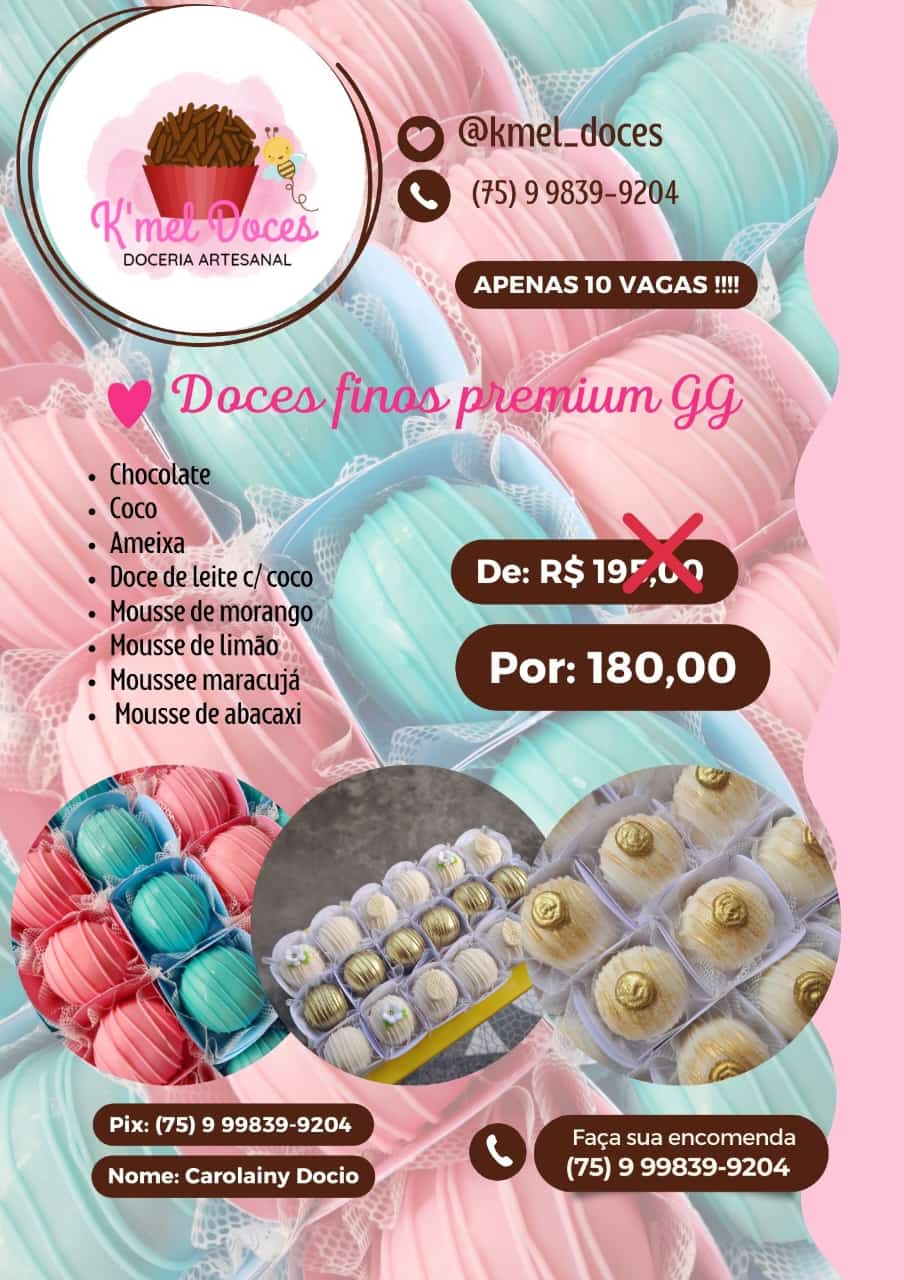 K'mel Doces
DOCERIA ARTESANAL
@kmel_doces
(75) 9 9839-9204
APENAS 10 VAGAS !!!!
Doces finos premium GG
• Chocolate
• Coco
• Ameixa
• Doce de leite c/ coco
• Mousse de morango
• Mousse de limão
• Moussee maracujá
• Mousse de abacaxi
De: R$ 195,00
Por: 180,00
Pix: (75) 9 99839-9204
Nome: Carolainy Docio
Faça sua encomenda
(75) 9 99839-9204